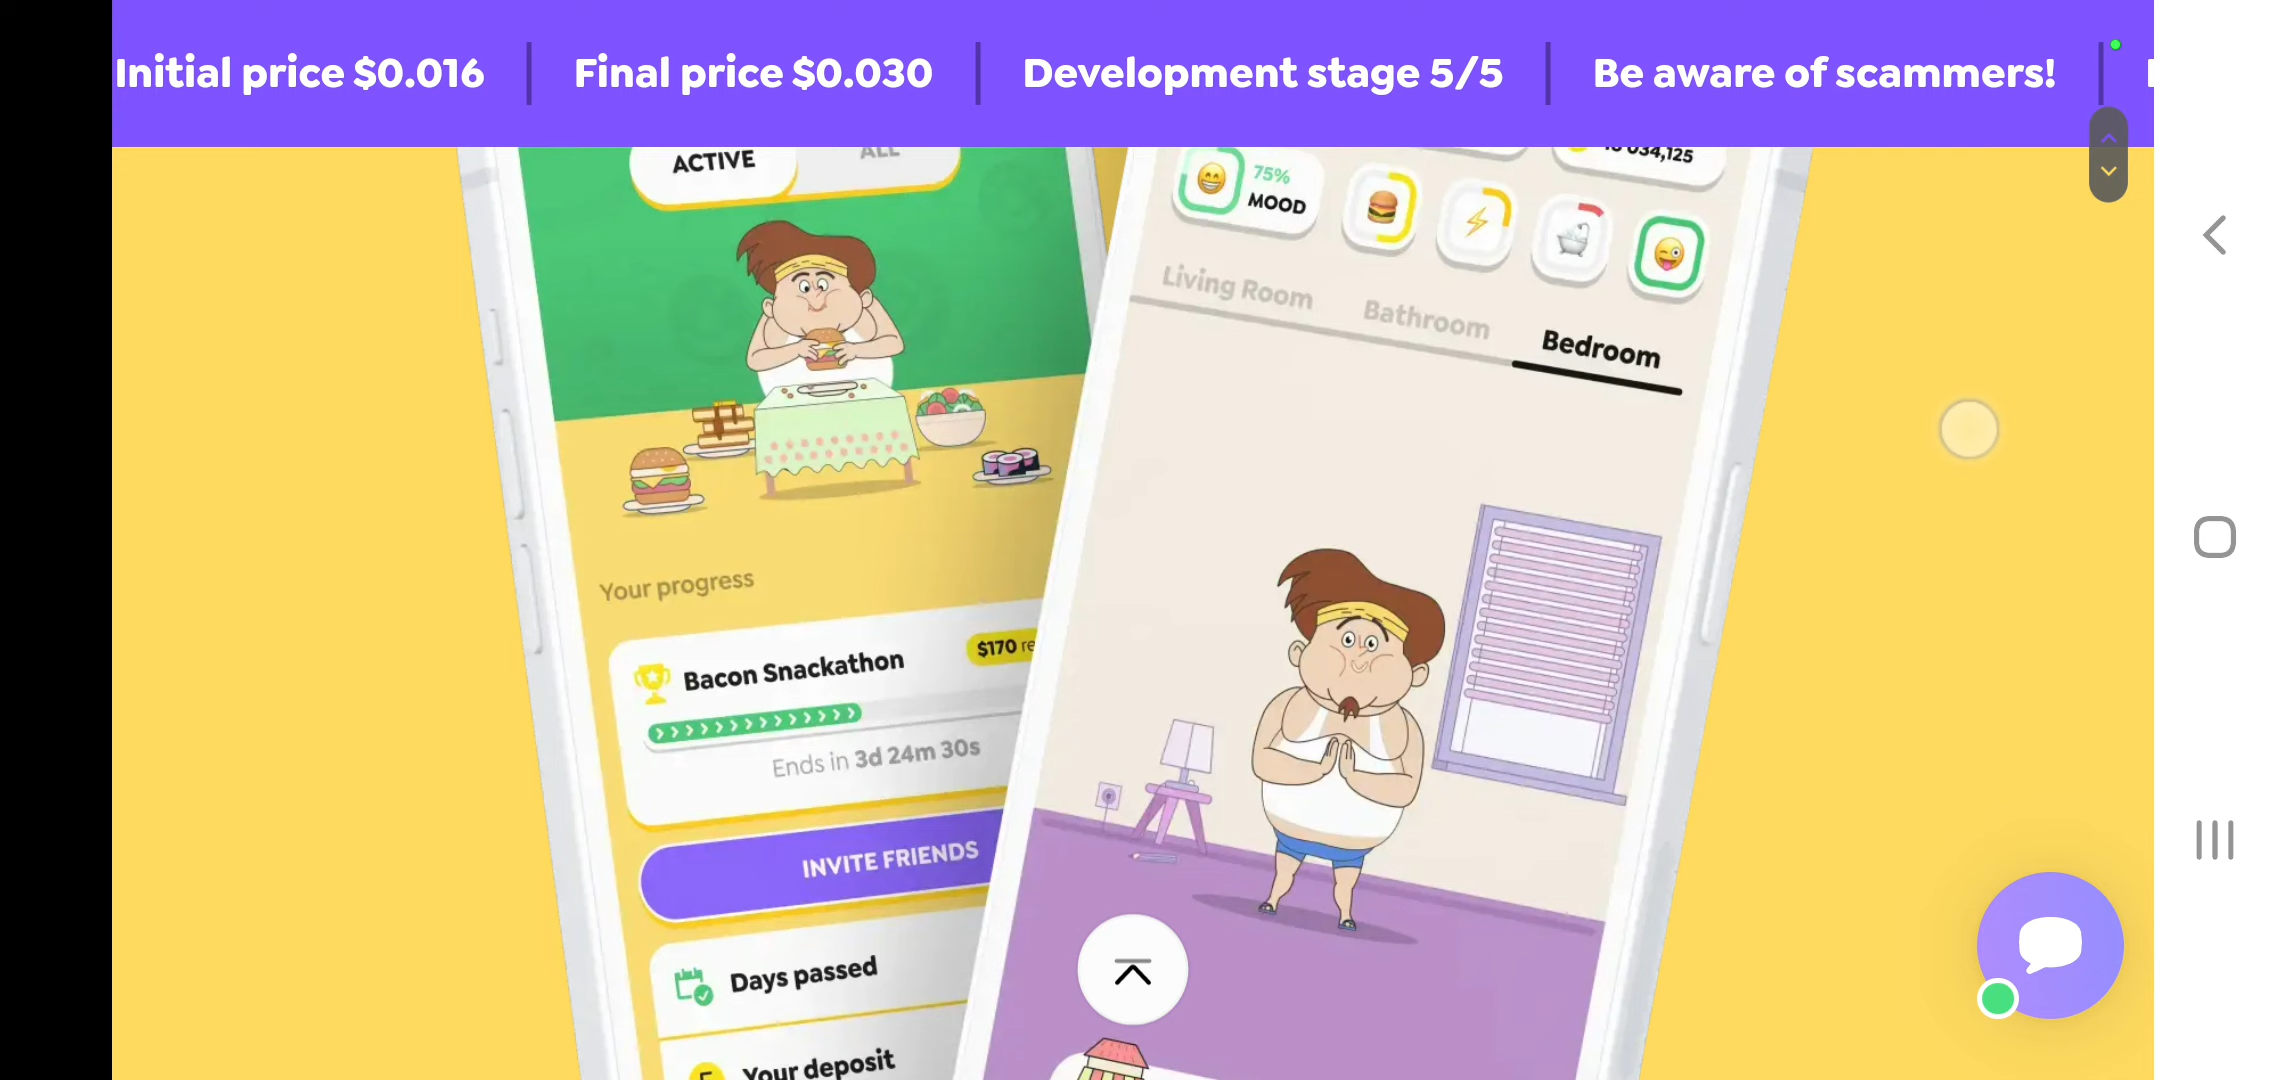 Initial price $0.016
Final price $0.030
Development stage 5/5
Be aware of scammers!
ACTIVE
ALL
034,125
75%
MOOD
Living Room
Bathroom
Bedroom
Your progress
Bacon Snackathon
$170
Ends in 3d 24m 30s
INVITE FRIENDS
Days passed
Your deposit